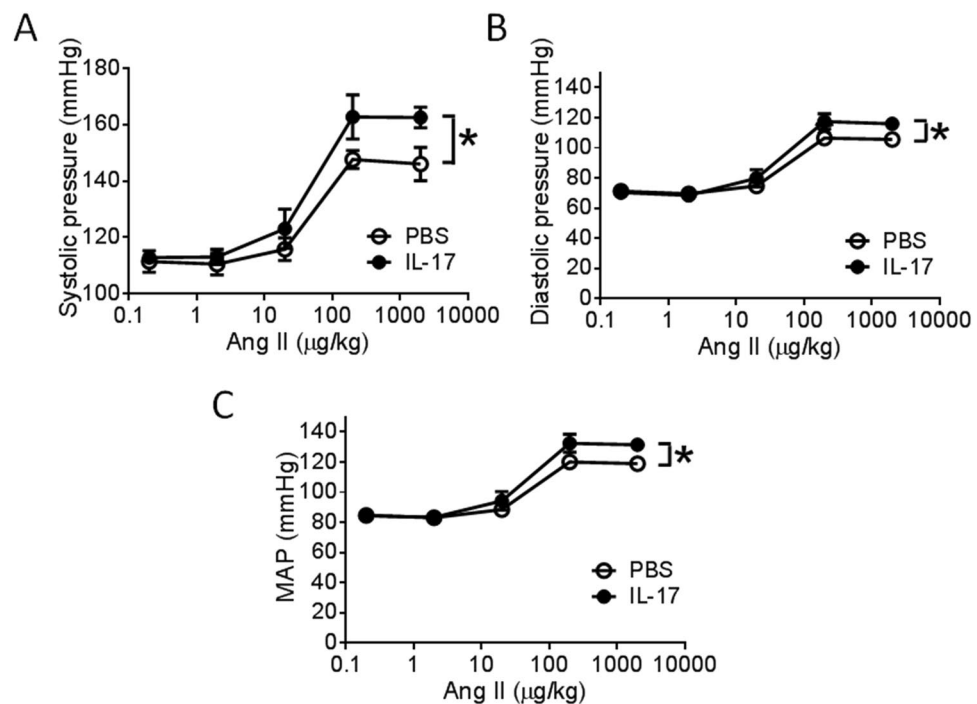 A
Systolic pressure (mmHg)
180
160
140
120
100
0.1 1 10 100 1000 10000
Ang II (μg/kg)
PBS
IL-17
*
B
Diastolic pressure (mmHg)
140
120
100
80
60
40
20
0
0.1 1 10 100 1000 10000
Ang II (μg/kg)
PBS
IL-17
*
C
MAP (mmHg)
140
120
100
80
60
40
20
0
0.1 1 10 100 1000 10000
Ang II (μg/kg)
PBS
IL-17
*